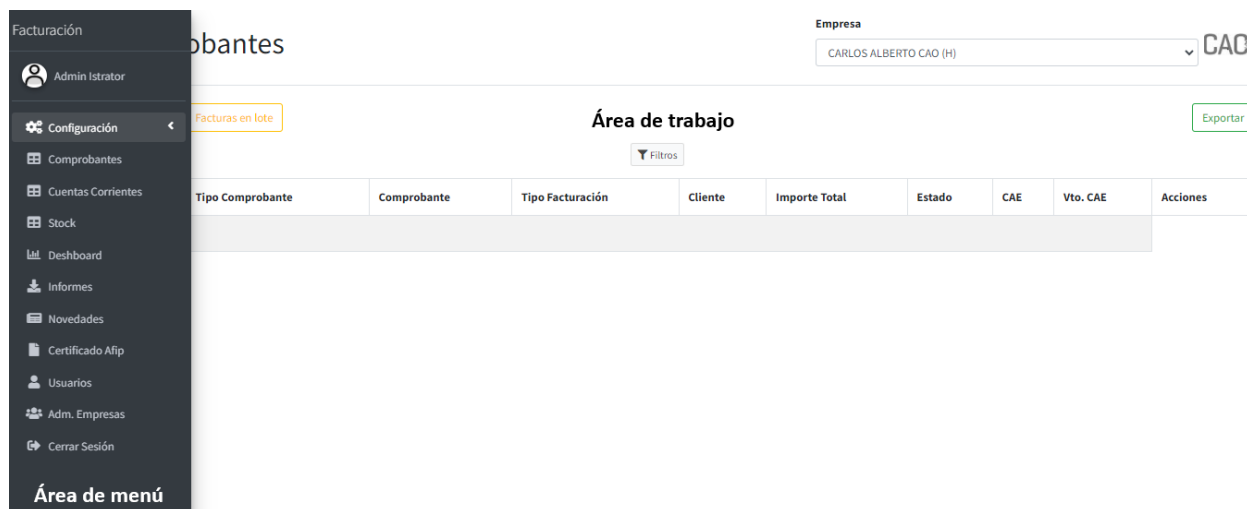 Facturación
Admin Istrator
Configuración
Comprobantes
Cuentas Corrientes
Stock
Deshboard
Informes
Novedades
Certificado Afip
Usuarios
Adm. Empresas
Cerrar Sesión
Área de menú
obantes
Empresa
CARLOS ALBERTO CAO (H)
CAO
Facturas en lote
Área de trabajo
Exportar
Filtros
Tipo Comprobante Comprobante Tipo Facturación Cliente Importe Total Estado CAE Vto. CAE Acciones